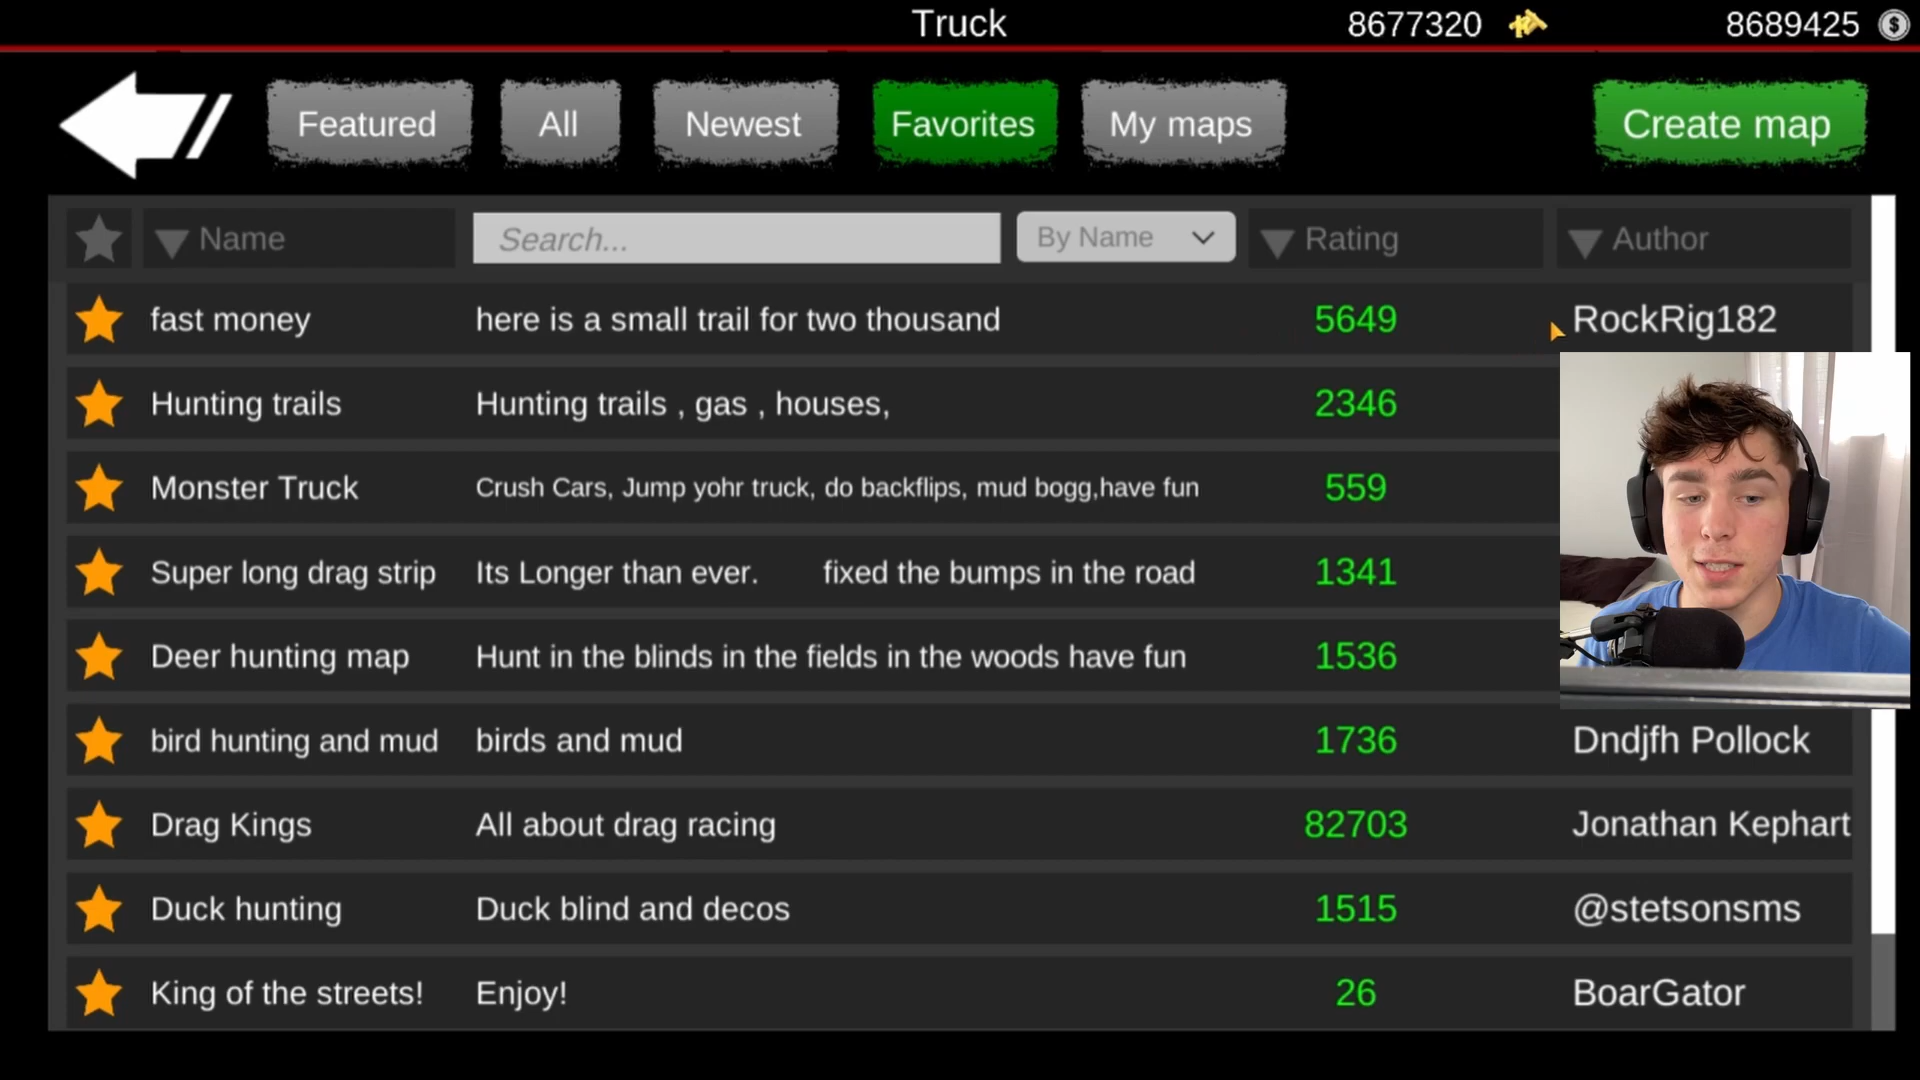 Truck 8677320 8689425
Featured All Newest Favorites My maps Create map
Name Search... By Name Rating Author
fast money here is a small trail for two thousand 5649 RockRig182
Hunting trails Hunting trails , gas , houses, 2346
Monster Truck Crush Cars, Jump yohr truck, do backflips, mud bogg,have fun 559
Super long drag strip Its Longer than ever. fixed the bumps in the road 1341
Deer hunting map Hunt in the blinds in the fields in the woods have fun 1536
bird hunting and mud birds and mud 1736 Dndjfh Pollock
Drag Kings All about drag racing 82703 Jonathan Kephart
Duck hunting Duck blind and decos 1515 @stetsonsms
King of the streets! Enjoy! 26 BoarGator